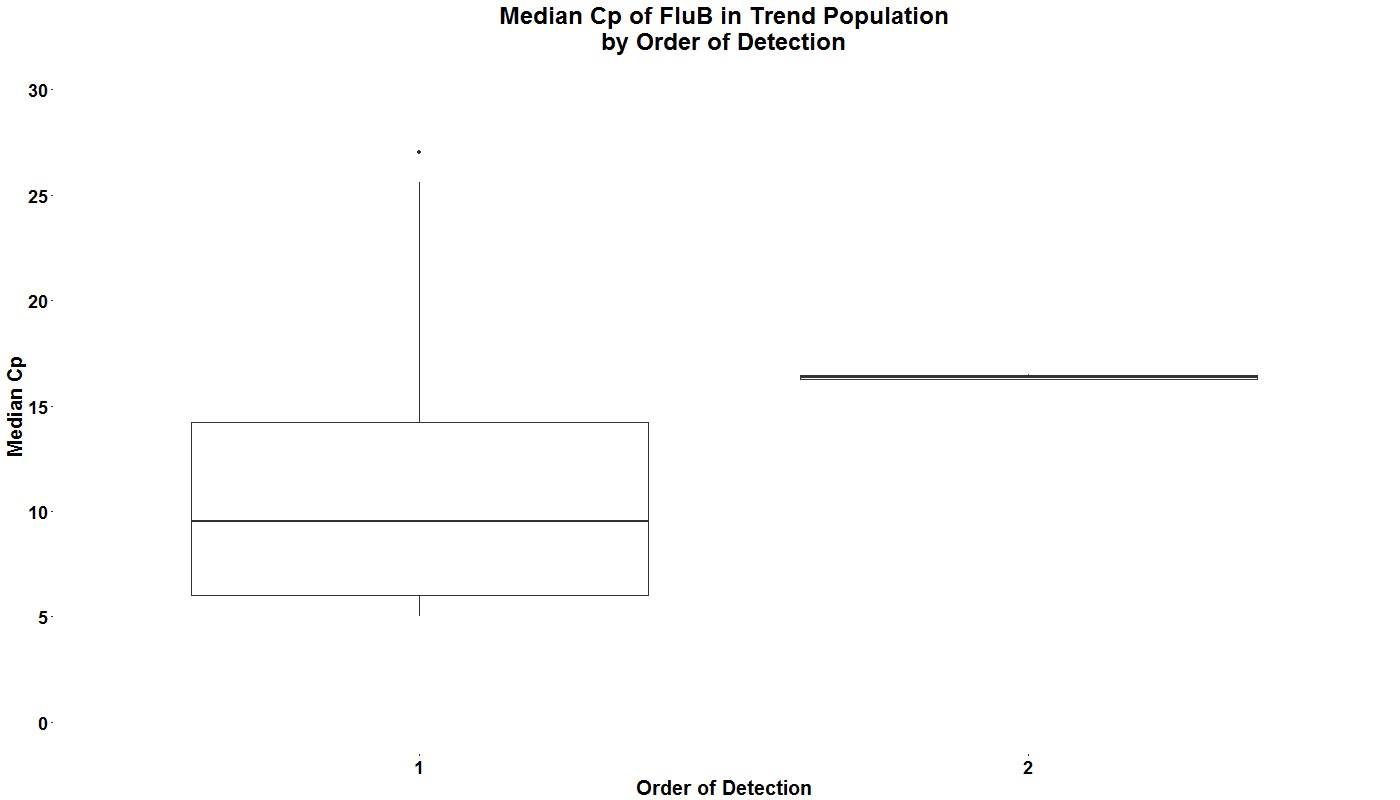 Median Cp of FluB in Trend Population
by Order of Detection
30
25
20
15
10
5
0
Median Cp
1
2
Order of Detection